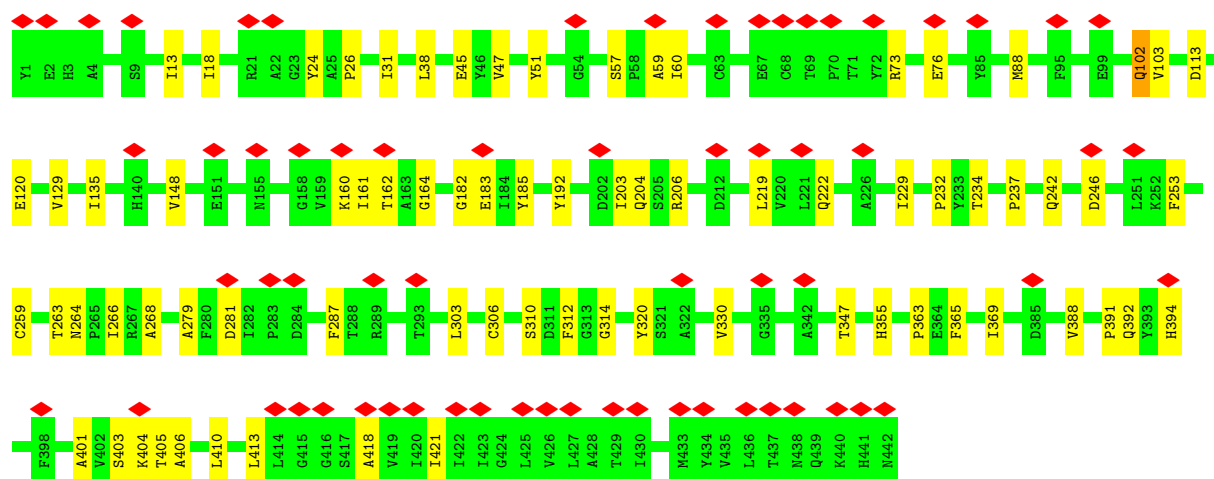 Y1 E2 H3 A4 S9 I13 I18 R21 A22 G23 Y24 A25 P26 I31 L38 E45 Y46 V47 Y51 G54 S57 P58 A59 I60 C63 E67 C68 T69 P70 T71 Y72 R73 E76 Y85 M88 F95 E99 Q102 V103 D113
E120 V129 I135 H140 V148 E151 N155 G158 V159 K160 I161 T162 A163 G164 G182 E183 I184 Y185 Y192 D202 I203 Q204 S205 R206 D212 L219 V220 L221 Q222 A226 I229 P232 Y233 T234 P237 Q242 D246 L251 K252 F253
C259 T263 N264 P265 I266 R267 A268 A279 F280 D281 I282 P283 D284 F287 T288 R289 T293 L303 C306 S310 D311 F312 G313 G314 Y320 S321 A322 V330 G335 A342 T347 H355 P363 E364 F365 I369 D385 V388 P391 Q392 Y393 H394
F398 A401 V402 S403 K404 T405 A406 L410 L413 L414 G415 G416 S417 A418 V419 I420 I421 I422 I423 G424 L425 V426 L427 A428 T429 I430 M433 Y434 V435 L436 T437 N438 Q439 K440 H441 N442